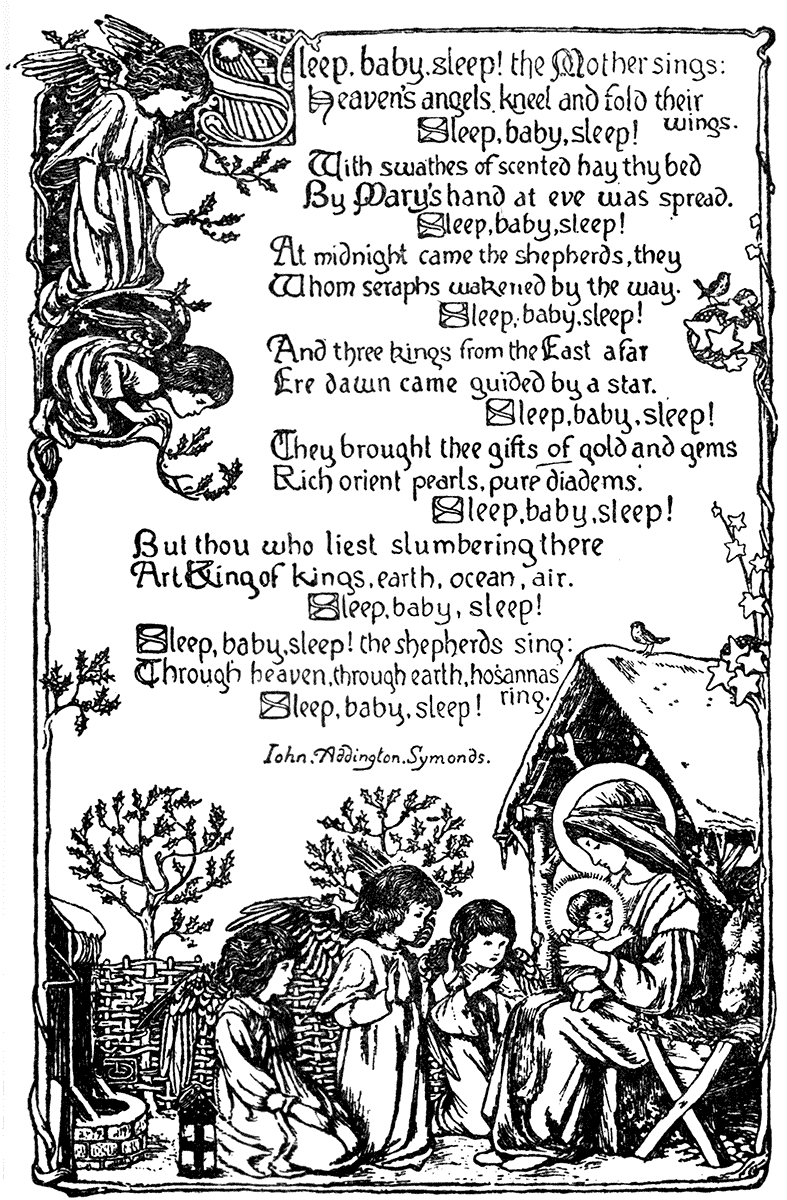 Sleep, baby, sleep! the Mother sings:
Heaven's angels kneel and fold their
wings.
Sleep, baby, sleep!
With swathes of scented hay thy bed
By Mary's hand at eve was spread.
Sleep, baby, sleep!
At midnight came the shepherds, they
Whom seraphs wakened by the way.
Sleep, baby, sleep!
And three kings from the East afar
Ere dawn came guided by a star.
Sleep, baby, sleep!
They brought thee gifts of gold and gems
Rich orient pearls, pure diadems.
Sleep, baby, sleep!
But thou who liest slumbering there
Art King of kings, earth, ocean, air.
Sleep, baby, sleep!
Sleep, baby, sleep! the shepherds sing:
Through heaven, through earth, hosannas
ring.
Sleep, baby, sleep!
John. Addington. Symonds.